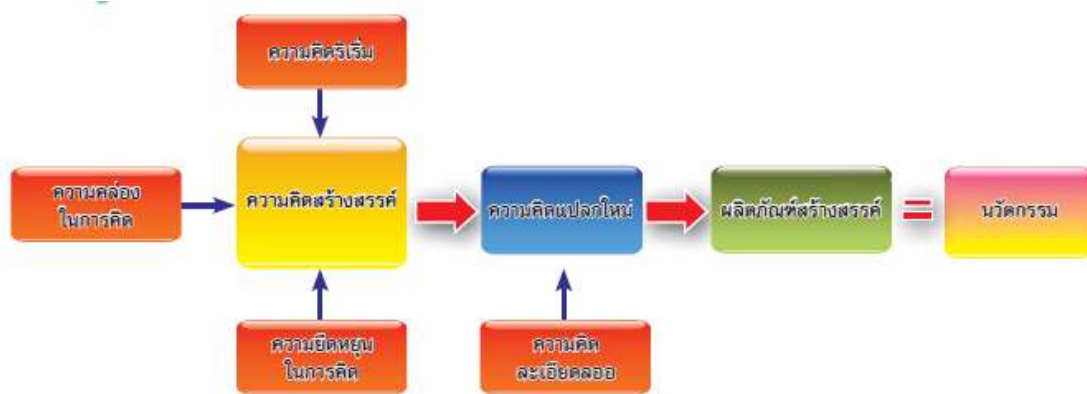 ความคิดริเริ่ม
ความคล่อง
ในการคิด
ความคิดสร้างสรรค์
ความคิดแปลกใหม่
ผลิตภัณฑ์สร้างสรรค์
=
นวัตกรรม
ความยืดหยุ่น
ในการคิด
ความคิด
ละเอียดลออ